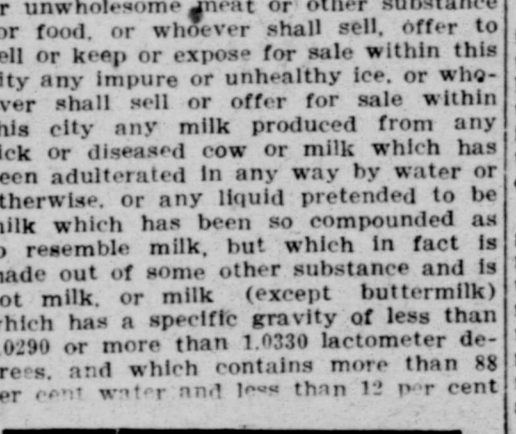 r unwholesome meat or other substance
or food, or whoever shall sell, offer to
ell or keep or expose for sale within this
ity any impure or unhealthy ice, or who-
ver shall sell or offer for sale within
his city any milk produced from any
ick or diseased cow or milk which has
een adulterated in any way by water or
therwise, or any liquid pretended to be
nilk which has been so compounded as
o resemble milk, but which in fact is
nade out of some other substance and is
ot milk, or milk (except buttermilk)
which has a specific gravity of less than
.0290 or more than 1.0330 lactometer de-
rees, and which contains more than 88
er cent water and less than 12 per cent